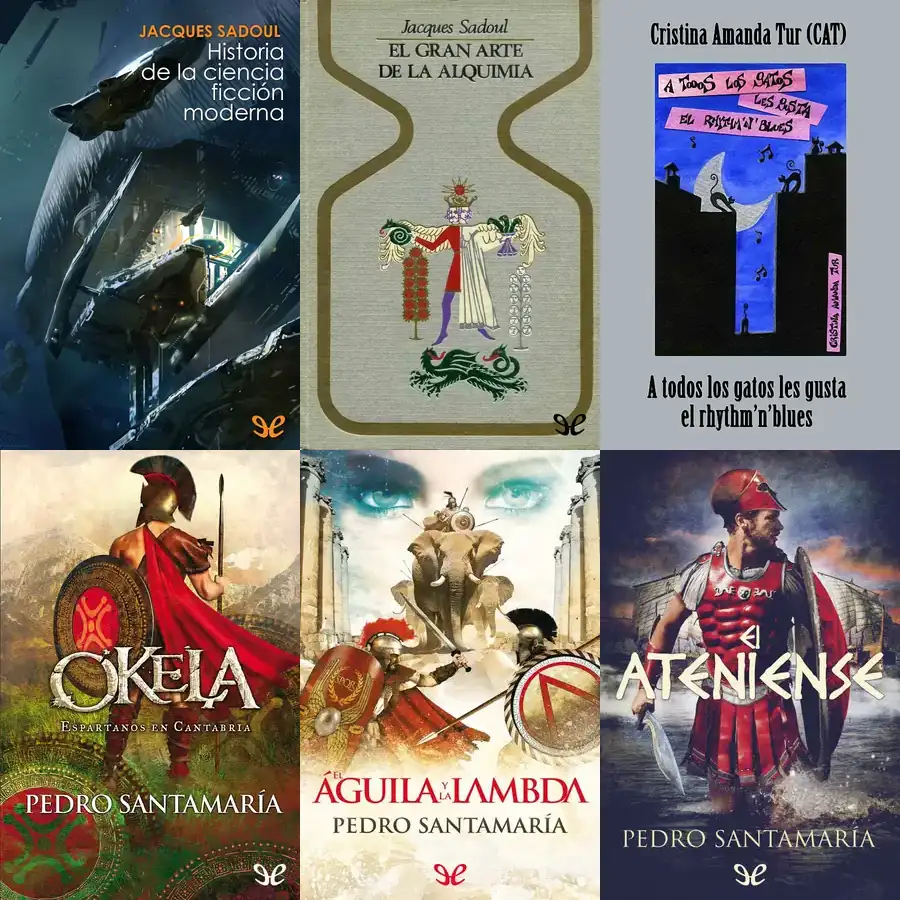 JACQUES SADOUL
Historia
de la ciencia
ficción
moderna
Jacques Sadoul
EL GRAN ARTE
DE LA ALQUIMIA
Cristina Amanda Tur (CAT)
A TODOS LOS GATOS
LES GUSTA
EL RHYTHM'N'BLUES
CRISTINA AMANDA TUR
A todos los gatos les gusta
el rhythm'n'blues
OKELA
ESPARTANOS EN CANTABRIA
PEDRO SANTAMARÍA
SPQR
EL ÁGUILA Y LA LAMBDA
PEDRO SANTAMARÍA
El
ATENIENSE
PEDRO SANTAMARÍA